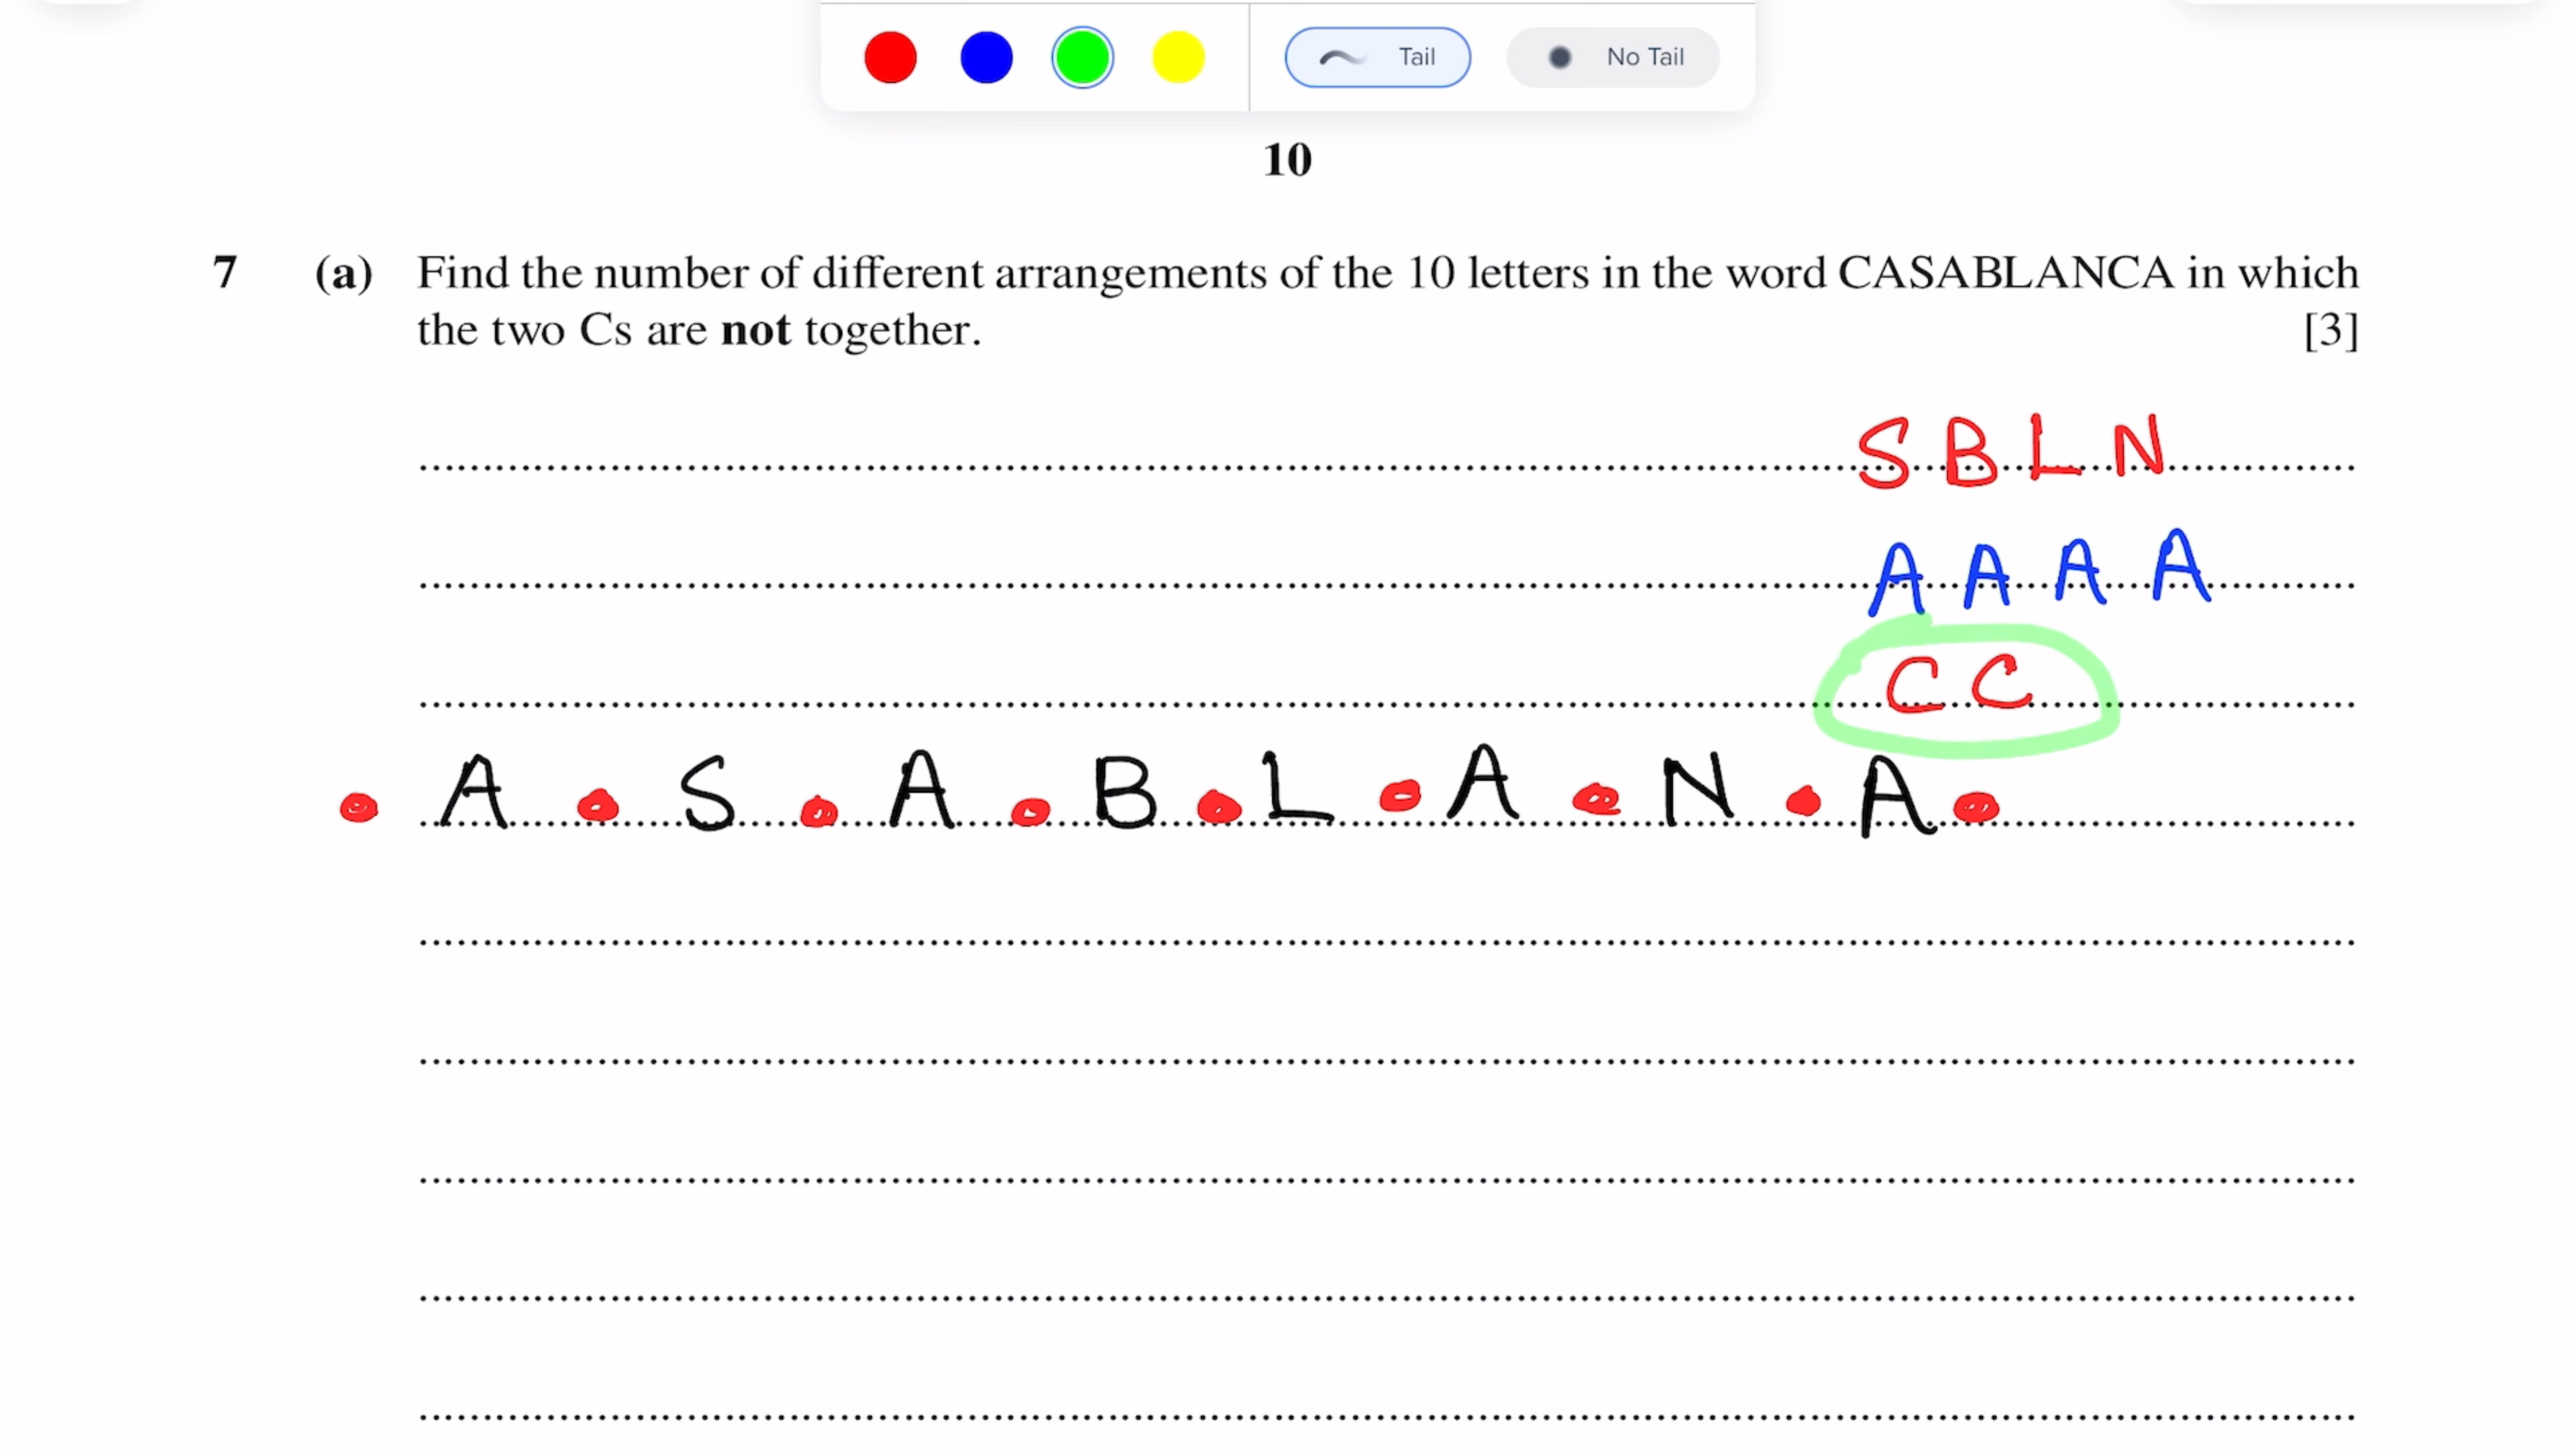 Tail No Tail
10
7 (a) Find the number of different arrangements of the 10 letters in the word CASABLANCA in which
the two Cs are not together. [3]
S B L N
A A A A
C C
A S A B L A N A